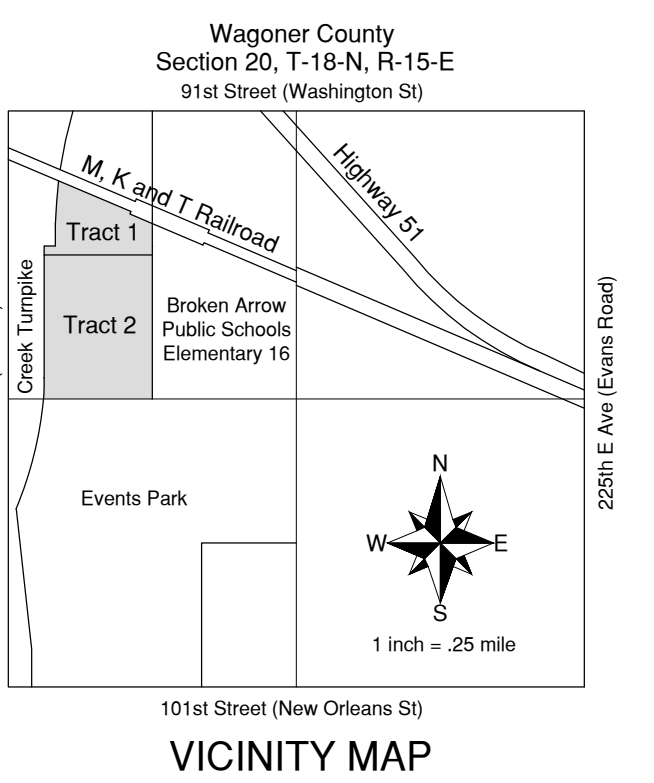 Wagoner County
Section 20, T-18-N, R-15-E
91st Street (Washington St)
M, K and T Railroad
Highway 51
Tract 1
Creek Turnpike
Tract 2
Broken Arrow
Public Schools
Elementary 16
225th E Ave (Evans Road)
Events Park
N
W
E
S
1 inch = .25 mile
101st Street (New Orleans St)
VICINITY MAP